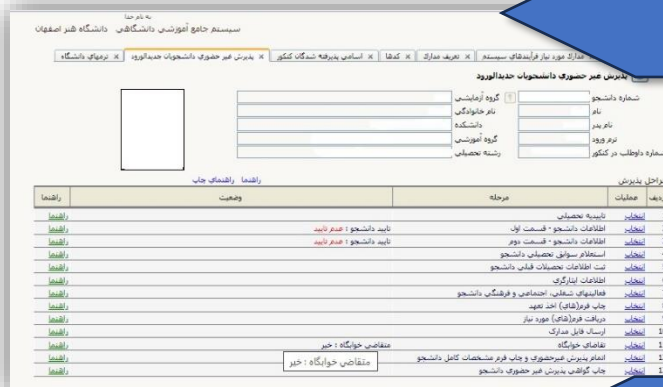 به نام خدا
سیستم جامع آموزشی دانشگاهی دانشگاه هنر اصفهان
مدارک مورد نیاز فرآیندهای سیستم × تعریف مدارک × کدها × اسامی پذیرفته شدگان کنکور × پذیرش غیر حضوری دانشجویان جدیدالورود × ترمهای دانشگاه
پذیرش غیر حضوری دانشجویان جدیدالورود
شماره دانشجو ? گروه آزمایشی
نام نام خانوادگی
نام پدر دانشکده
ترم ورود گروه آموزشی
شماره داوطلب در کنکور رشته تحصیلی
مراحل پذیرش راهنما راهنمای چاپ
ردیف عملیات مرحله وضعیت راهنما
انتخاب تاییدیه تحصیلی راهنما
انتخاب اطلاعات دانشجو - قسمت اول تایید دانشجو : عدم تایید راهنما
انتخاب اطلاعات دانشجو - قسمت دوم تایید دانشجو : عدم تایید راهنما
انتخاب استعلام سوابق تحصیلی دانشجو راهنما
انتخاب ثبت اطلاعات تحصیلات قبلی دانشجو راهنما
انتخاب اطلاعات ایثارگری راهنما
انتخاب فعالیتهای شغلی، اجتماعی و فرهنگی دانشجو راهنما
انتخاب چاپ فرم(های) اخذ تعهد راهنما
انتخاب دریافت فرم(های) مورد نیاز راهنما
انتخاب ارسال فایل مدارک راهنما
انتخاب تقاضای خوابگاه متقاضی خوابگاه : خیر راهنما
انتخاب اتمام پذیرش غیرحضوری و چاپ فرم مشخصات کامل دانشجو راهنما
متقاضی خوابگاه : خیر
انتخاب چاپ گواهی پذیرش غیر حضوری دانشجو راهنما